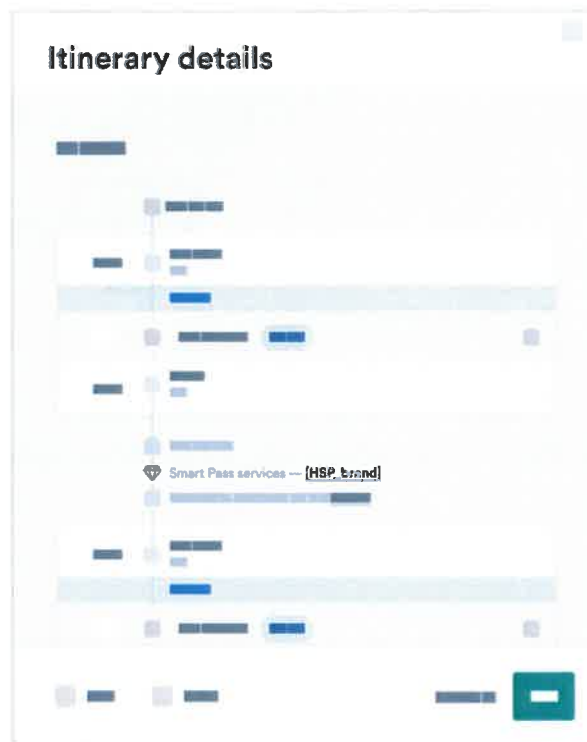 Itinerary details
Smart Pass services — [HSP_brand]